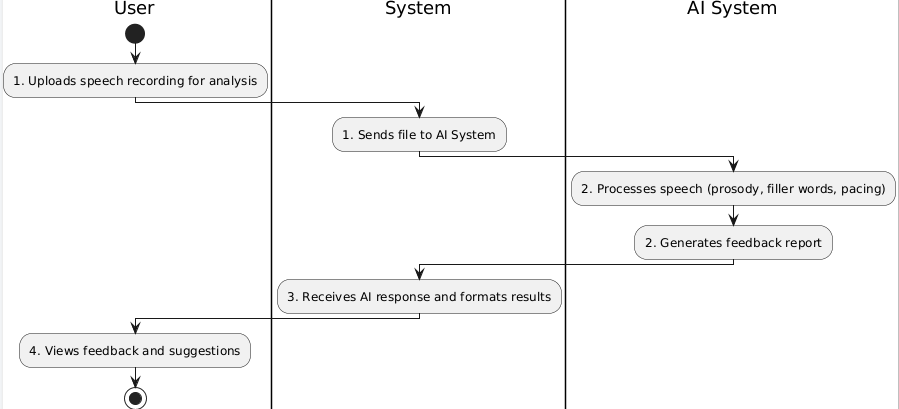 User
System
AI System
1. Uploads speech recording for analysis
1. Sends file to AI System
2. Processes speech (prosody, filler words, pacing)
2. Generates feedback report
3. Receives AI response and formats results
4. Views feedback and suggestions